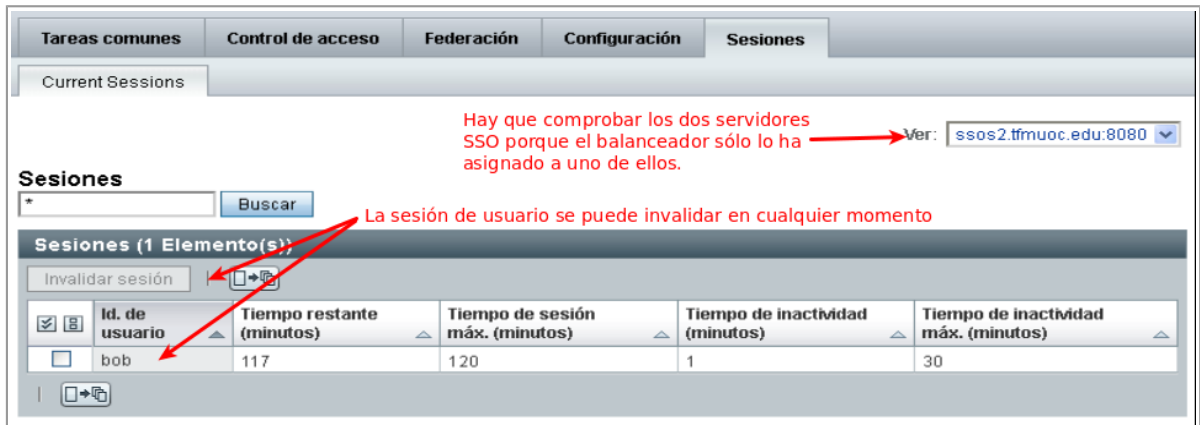 Tareas comunes Control de acceso Federación Configuración Sesiones
Current Sessions
Hay que comprobar los dos servidores
SSO porque el balanceador sólo lo ha
asignado a uno de ellos.
Ver: ssos2.tfmuoc.edu:8080
Sesiones
* Buscar
La sesión de usuario se puede invalidar en cualquier momento
Sesiones (1 Elemento(s))
Invalidar sesión
Id. de usuario Tiempo restante (minutos) Tiempo de sesión máx. (minutos) Tiempo de inactividad (minutos) Tiempo de inactividad máx. (minutos)
bob 117 120 1 30